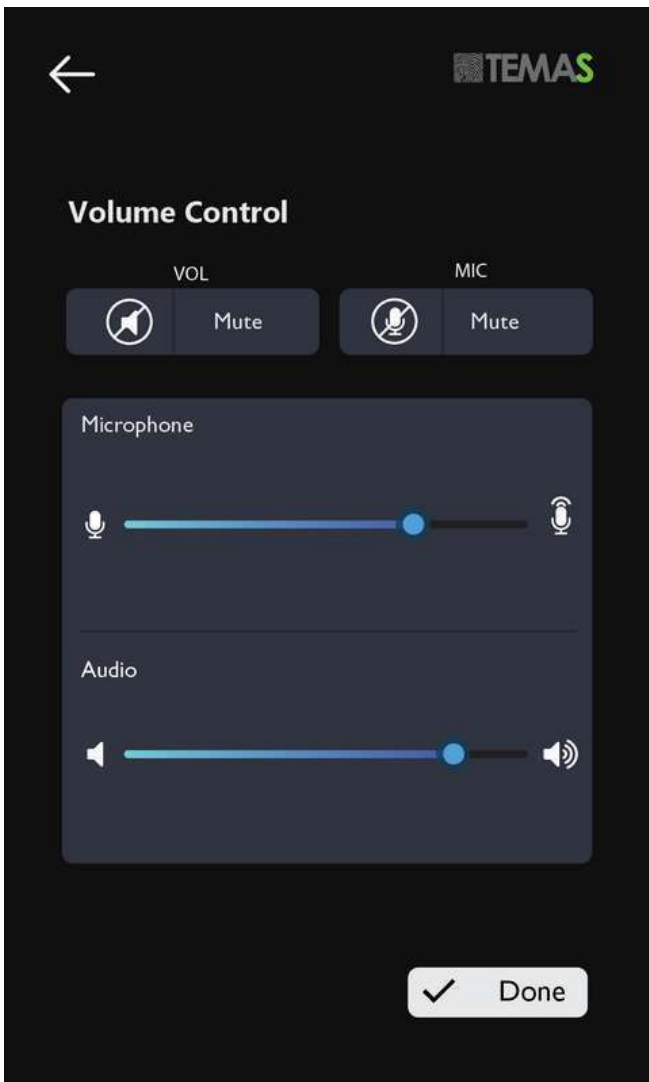 TEMAS
Volume Control
VOL
MIC
Mute
Mute
Microphone
Audio
Done